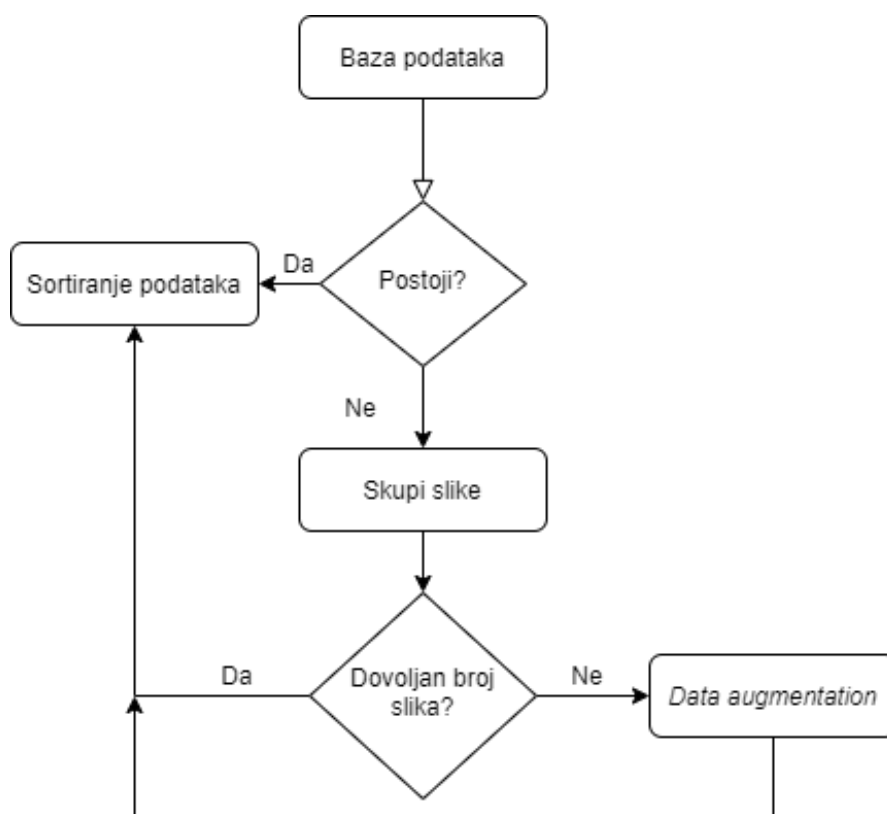 Baza podataka
Da
Postoji?
Sortiranje podataka
Ne
Skupi slike
Da
Dovoljan broj
slika?
Ne
Data augmentation